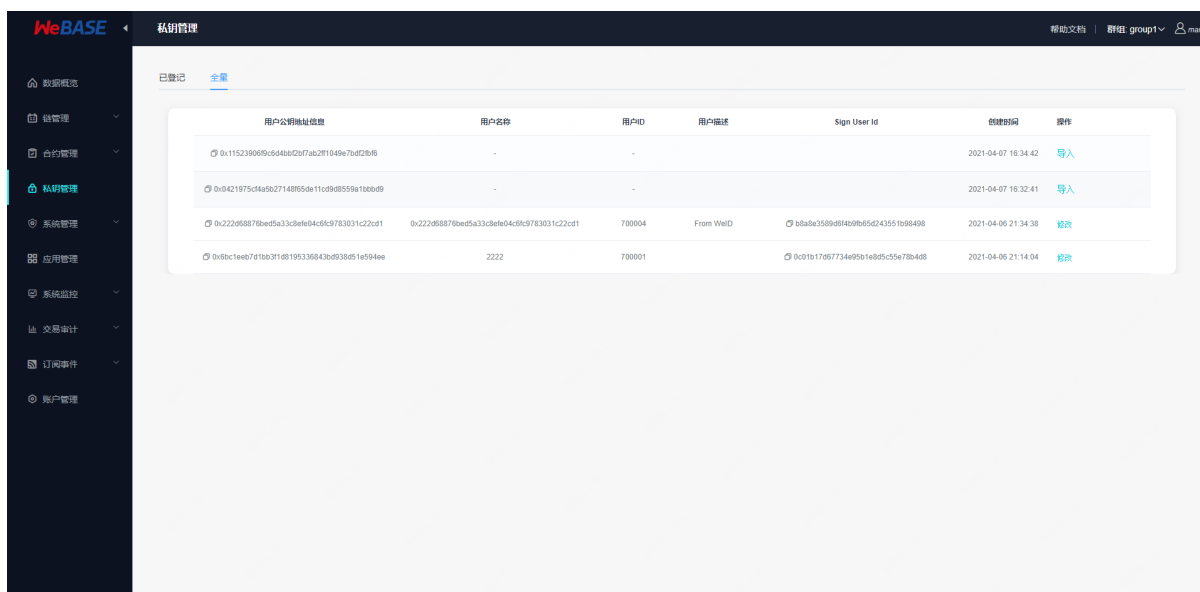 WeBASE 私钥管理 帮助文档 | 群组: group1
数据概览
链管理
合约管理
私钥管理
系统管理
应用管理
系统监控
交易审计
订阅事件
账户管理
已登记 全量
用户公钥地址信息 用户名称 用户ID 用户描述 Sign User Id 创建时间 操作
0x11523906f9c6d4bbf2bf7ab2ff1049e7bdf2fbf6 - - 2021-04-07 16:34:42 导入
0x0421975cf4a5b27148f65de11cd9d8559a1bbbd9 - - 2021-04-07 16:32:41 导入
0x222d68876bed5a33c8efe04c6fc9783031c22cd1 0x222d68876bed5a33c8efe04c6fc9783031c22cd1 700004 From WeID b8a8e3589d6f4b9fb65d243551b98498 2021-04-06 21:34:38 修改
0x6bc1eeb7d1bb3f1d8195336843bd938d51e594ee 2222 700001 0c01b17d67734e95b1e8d5c55e78b4d8 2021-04-06 21:14:04 修改